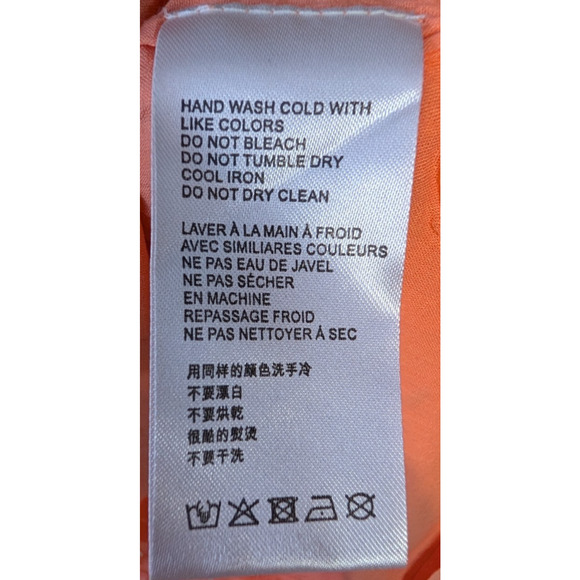 HAND WASH COLD WITH
LIKE COLORS
DO NOT BLEACH
DO NOT TUMBLE DRY
COOL IRON
DO NOT DRY CLEAN
LAVER À LA MAIN À FROID
AVEC SIMILIARES COULEURS
NE PAS EAU DE JAVEL
NE PAS SÉCHER
EN MACHINE
REPASSAGE FROID
NE PAS NETTOYER À SEC
用同样的顏色洗手冷
不要漂白
不要烘乾
很酷的熨烫
不要干洗